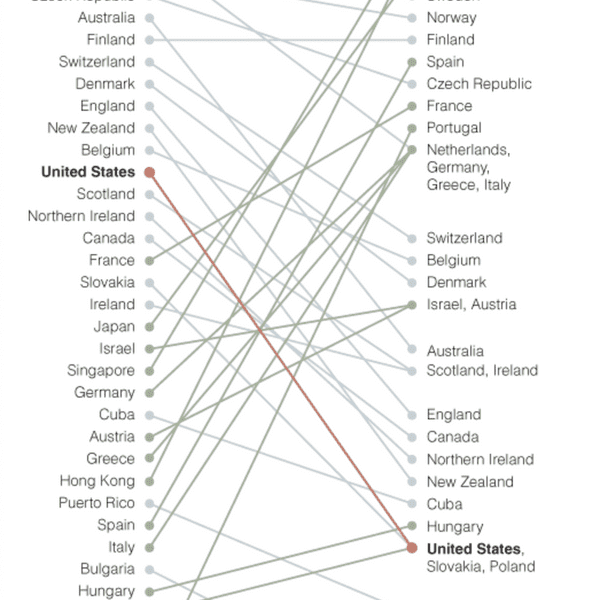 Australia
Finland
Switzerland
Denmark
England
New Zealand
Belgium
United States
Scotland
Northern Ireland
Canada
France
Slovakia
Ireland
Japan
Israel
Singapore
Germany
Cuba
Austria
Greece
Hong Kong
Puerto Rico
Spain
Italy
Bulgaria
Hungary
Norway
Finland
Spain
Czech Republic
France
Portugal
Netherlands,
Germany,
Greece, Italy
Switzerland
Belgium
Denmark
Israel, Austria
Australia
Scotland, Ireland
England
Canada
Northern Ireland
New Zealand
Cuba
Hungary
United States,
Slovakia, Poland